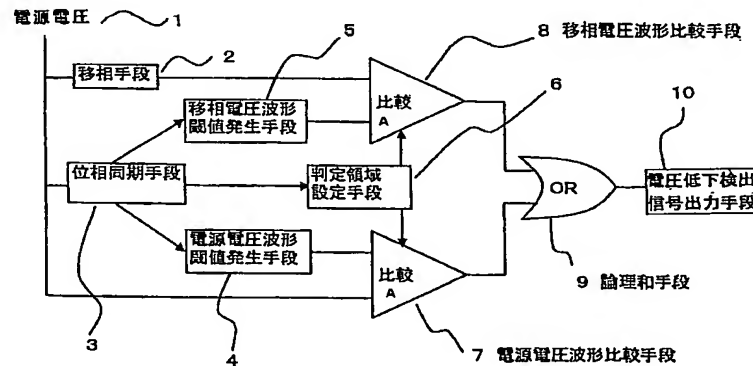 電源電圧 1
移相手段 2
5
8 移相電圧波形比較手段
移相電圧波形
閾値発生手段
比較
A
6
位相同期手段
判定領域
設定手段
10
OR
電圧低下検出
信号出力手段
電源電圧波形
閾値発生手段
比較
A
9 論理和手段
3
4
7 電源電圧波形比較手段